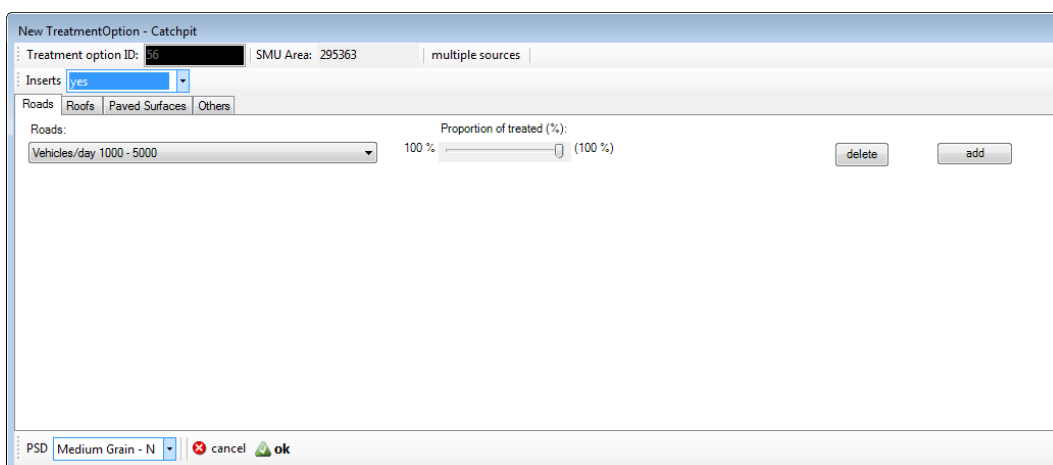 New TreatmentOption - Catchpit
Treatment option ID: 56 SMU Area: 295363 multiple sources
Inserts yes
Roads Roofs Paved Surfaces Others
Roads: Proportion of treated (%):
Vehicles/day 1000 - 5000 100 % (100 %) delete add
PSD Medium Grain - N cancel ok